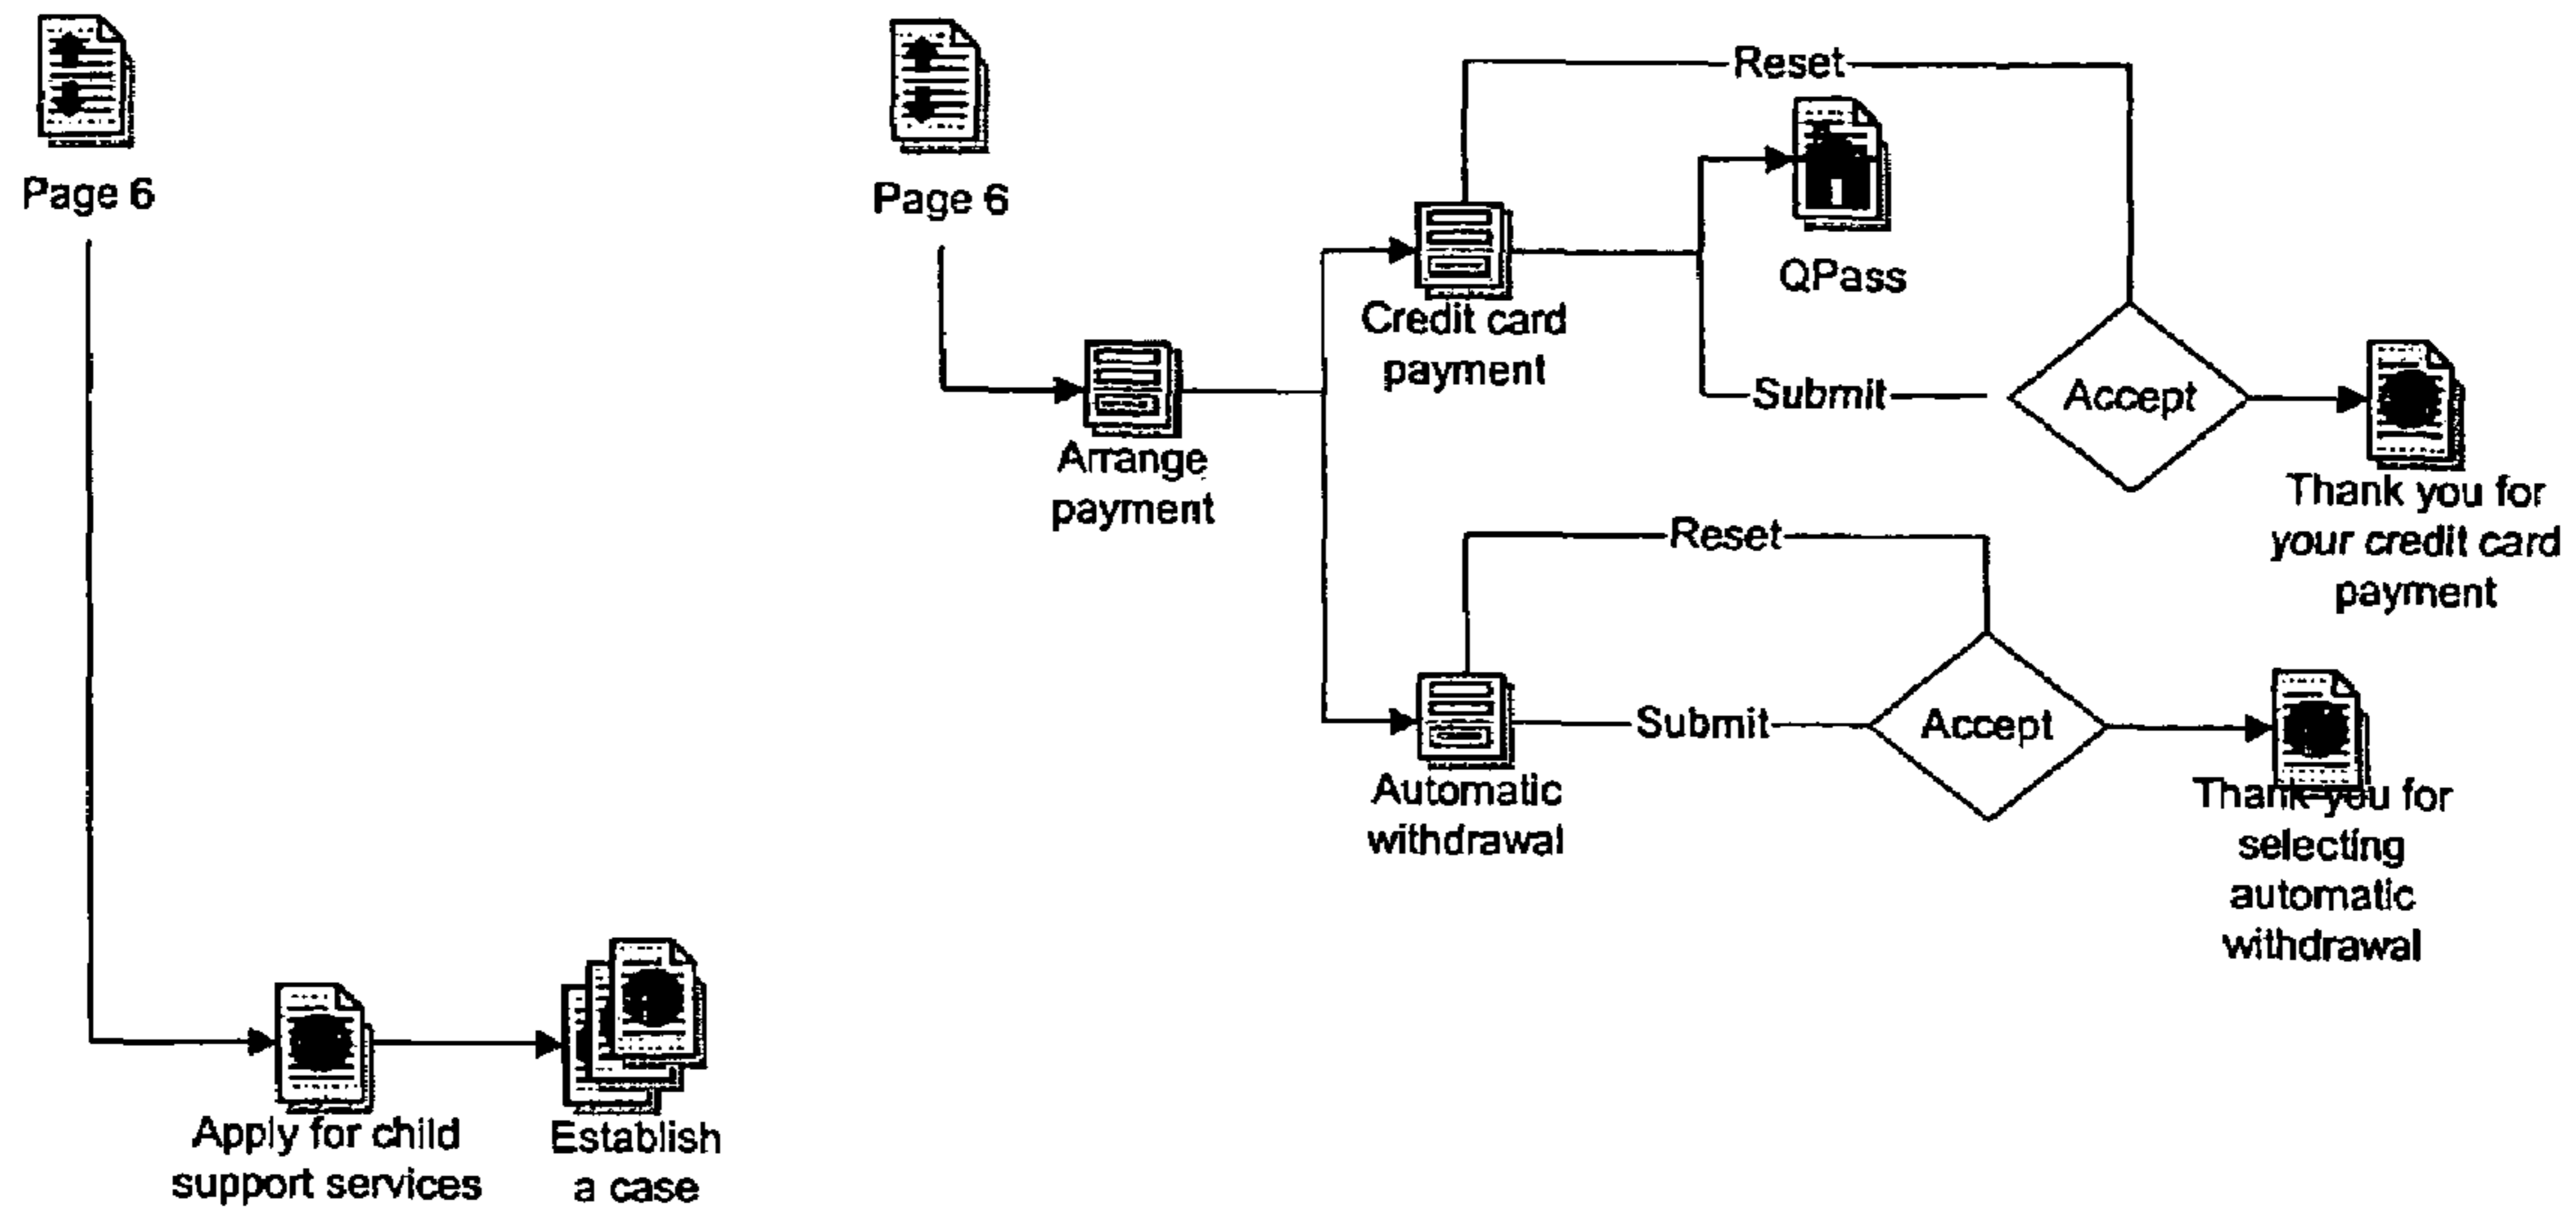 Page 6
Page 6
Reset
QPass
Credit card
payment
Submit
Accept
Arrange
payment
Thank you for
your credit card
payment
Reset
Submit
Accept
Automatic
withdrawal
Thank you for
selecting
automatic
withdrawal
Apply for child
support services
Establish
a case